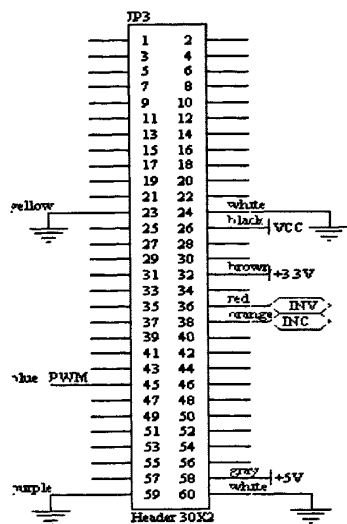 JP3
1 2
3 4
5 6
7 8
9 10
11 12
13 14
15 16
17 18
19 20
21 22
yellow 23 24 white
25 26 black VCC
27 28
29 30
31 32 brown +3.3V
33 34
35 36 red INV
37 38 orange INC
39 40
41 42
43 44
blue PWM 45 46
47 48
49 50
51 52
53 54
55 56
57 58 gray +5V
purple 59 60 white
Header 30X2